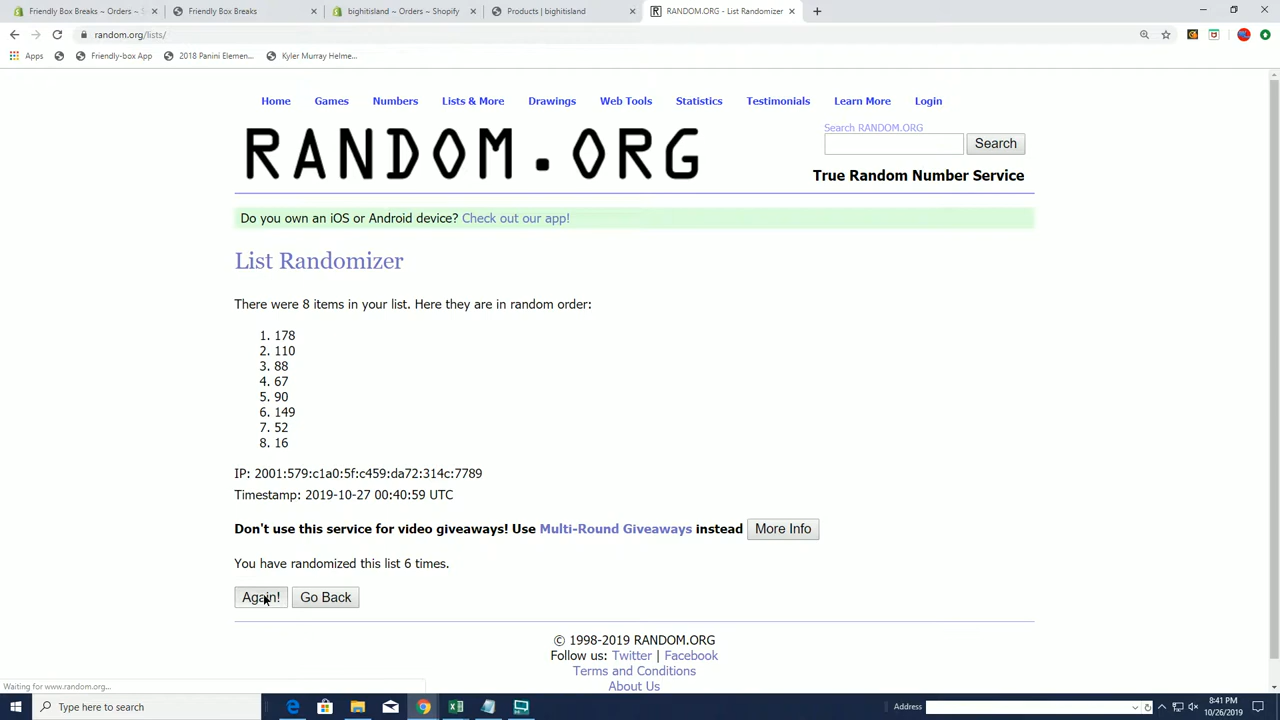 Friendly Box Breaks ~ Orders ~ S
Friendly Box Breaks
bighitisland ~ Orders ~ Shopify
Products | bighitisland
RANDOM.ORG - List Randomizer
random.org/lists/
Apps
Friendly-box App
2018 Panini Elemen...
Kyler Murray Helme...
Home Games Numbers Lists & More Drawings Web Tools Statistics Testimonials Learn More Login
RANDOM.ORG
Search RANDOM.ORG
Search
True Random Number Service
Do you own an iOS or Android device? Check out our app!
List Randomizer
There were 8 items in your list. Here they are in random order:
1. 178
2. 110
3. 88
4. 67
5. 90
6. 149
7. 52
8. 16
IP: 2001:579:c1a0:5f:c459:da72:314c:7789
Timestamp: 2019-10-27 00:40:59 UTC
Don't use this service for video giveaways! Use Multi-Round Giveaways instead More Info
You have randomized this list 6 times.
Again! Go Back
© 1998-2019 RANDOM.ORG
Follow us: Twitter | Facebook
Terms and Conditions
About Us
Waiting for www.random.org...
Type here to search
Address
8:41 PM
10/26/2019